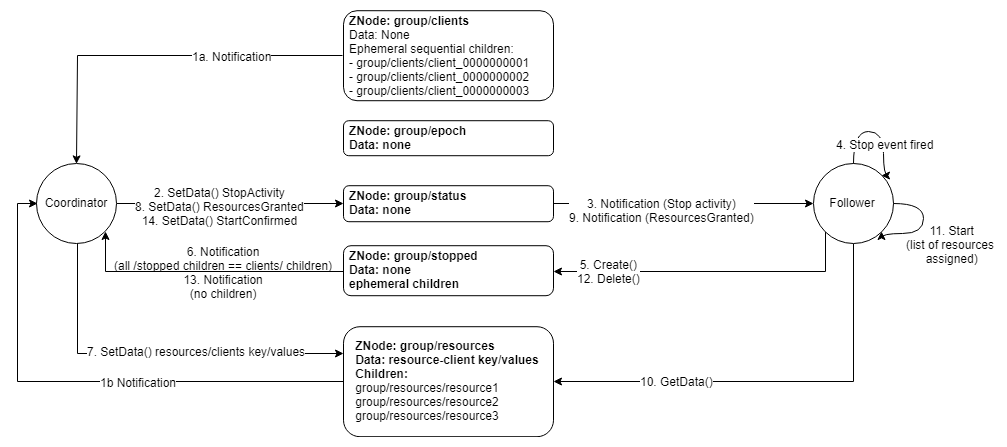 ZNode: group/clients
Data: None
Ephemeral sequential children:
- group/clients/client_0000000001
- group/clients/client_0000000002
- group/clients/client_0000000003
1a. Notification
ZNode: group/epoch
Data: none
4. Stop event fired
Coordinator
2. SetData() StopActivity
8. SetData() ResourcesGranted
14. SetData() StartConfirmed
ZNode: group/status
Data: none
3. Notification (Stop activity)
9. Notification (ResourcesGranted)
Follower
11. Start
(list of resources
assigned)
6. Notification
(all /stopped children == clients/ children)
13. Notification
(no children)
ZNode: group/stopped
Data: none
ephemeral children
5. Create()
12. Delete()
7. SetData() resources/clients key/values
1b Notification
ZNode: group/resources
Data: resource-client key/values
Children:
group/resources/resource1
group/resources/resource2
group/resources/resource3
10. GetData()